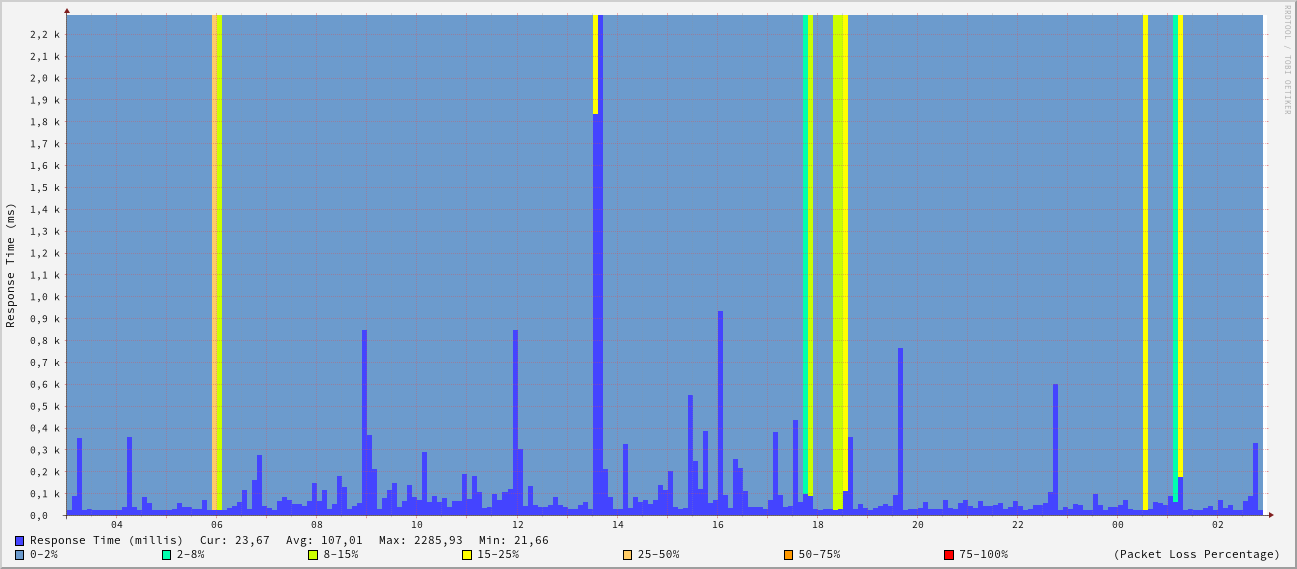 RRDTOOL / TOBI OETIKER
Response Time (ms)
2,2 k
2,1 k
2,0 k
1,9 k
1,8 k
1,7 k
1,6 k
1,5 k
1,4 k
1,3 k
1,2 k
1,1 k
1,0 k
0,9 k
0,8 k
0,7 k
0,6 k
0,5 k
0,4 k
0,3 k
0,2 k
0,1 k
0,0
04 06 08 10 12 14 16 18 20 22 00 02
Response Time (millis) Cur: 23,67 Avg: 107,01 Max: 2285,93 Min: 21,66
0-2% 2-8% 8-15% 15-25% 25-50% 50-75% 75-100% (Packet Loss Percentage)